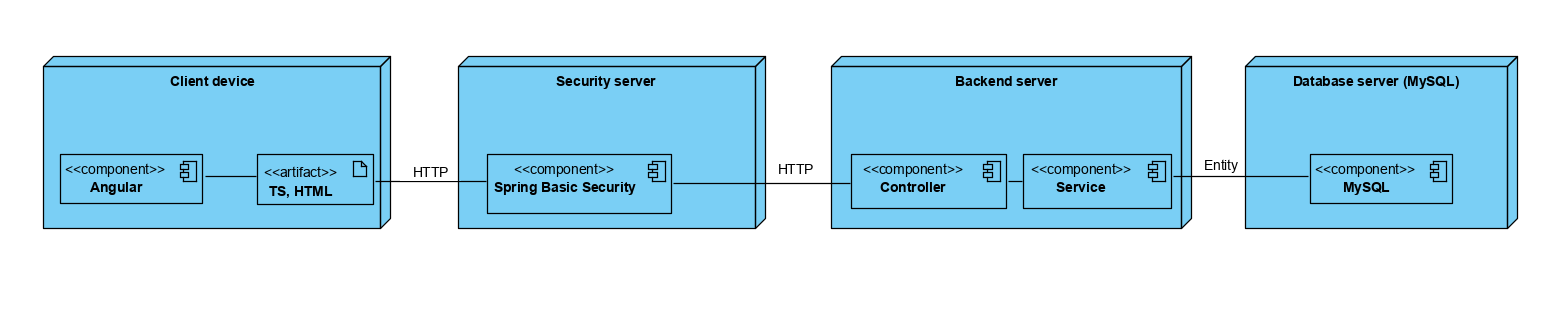 Client device
<<component>>
Angular
<<artifact>>
TS, HTML
HTTP
Security server
<<component>>
Spring Basic Security
HTTP
Backend server
<<component>>
Controller
<<component>>
Service
Entity
Database server (MySQL)
<<component>>
MySQL